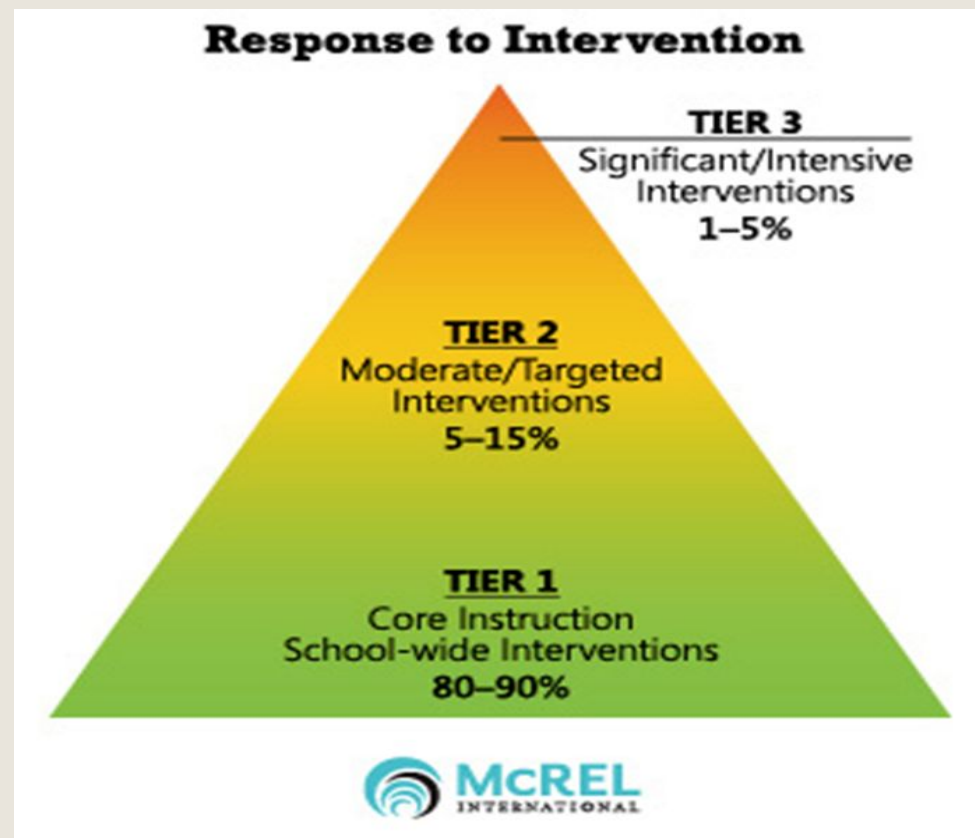 Response to Intervention
TIER 3
Significant/Intensive
Interventions
1–5%
TIER 2
Moderate/Targeted
Interventions
5–15%
TIER 1
Core Instruction
School-wide Interventions
80–90%
McREL
INTERNATIONAL